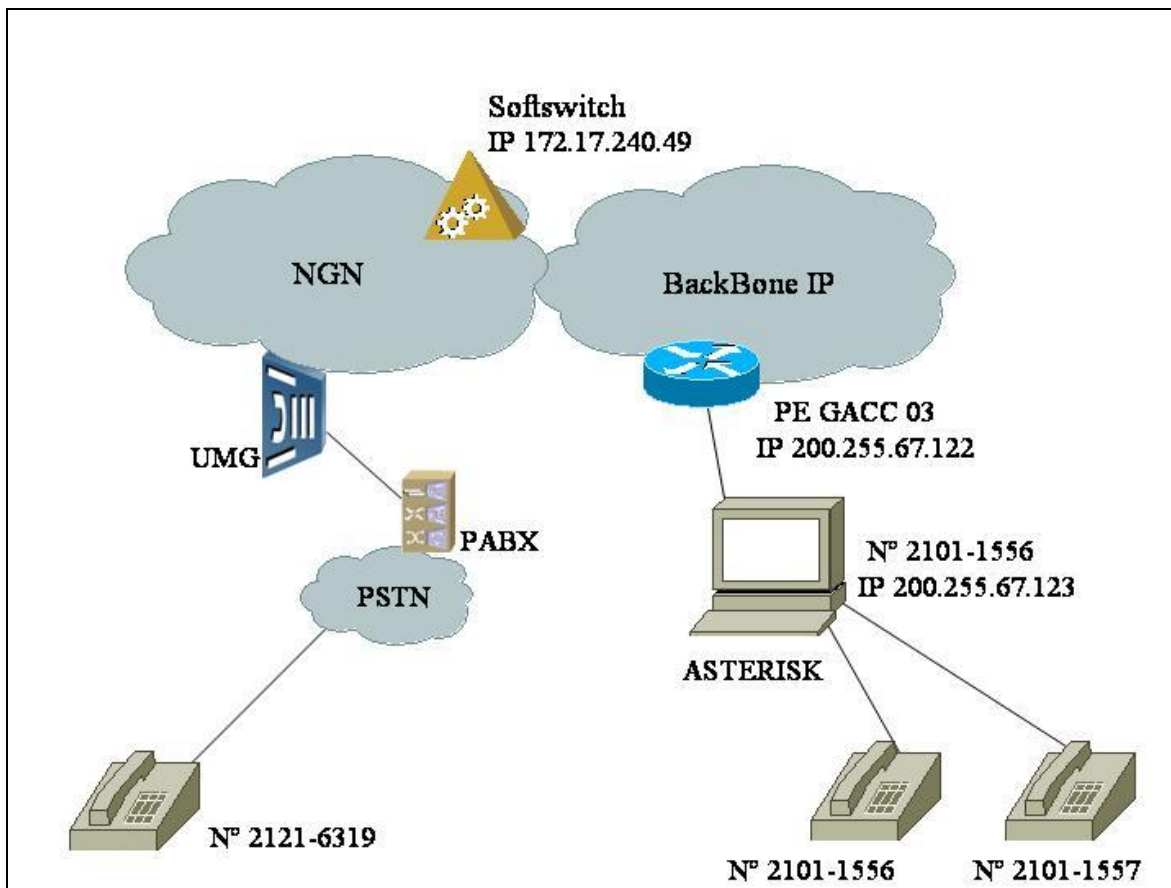 Softswitch
IP 172.17.240.49
NGN
BackBone IP
PE GACC 03
IP 200.255.67.122
UMG
PABX
Nº 2101-1556
IP 200.255.67.123
PSTN
ASTERISK
Nº 2121-6319
Nº 2101-1556
Nº 2101-1557